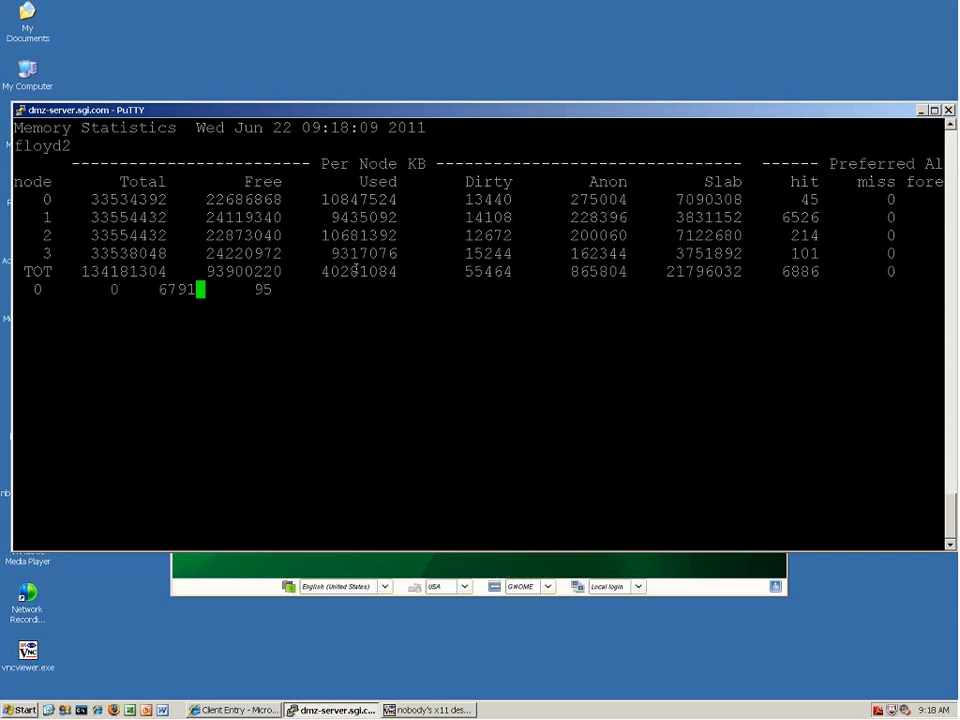 My
Documents
My Computer
dmz-server.sgi.com - PuTTY
Memory Statistics  Wed Jun 22 09:18:09 2011
floyd2
------------------------- Per Node KB -------------------------------- ------ Preferred Al
node Total Free Used Dirty Anon Slab hit miss fore
0 33534392 22686868 10847524 13440 275004 7090308 45 0
1 33554432 24119340 9435092 14108 228396 3831152 6526 0
2 33554432 22873040 10681392 12672 200060 7122680 214 0
3 33538048 24220972 9317076 15244 162344 3751892 101 0
TOT 134181304 93900220 40281084 55464 865804 21796032 6886 0
0 0 6791 95
Media Player
English (United States) USA GNOME Local login
Network
Recordi...
vncviewer.exe
Start Client Entry - Micro... dmz-server.sgi.com... nobody's x11 des... 9:18 AM